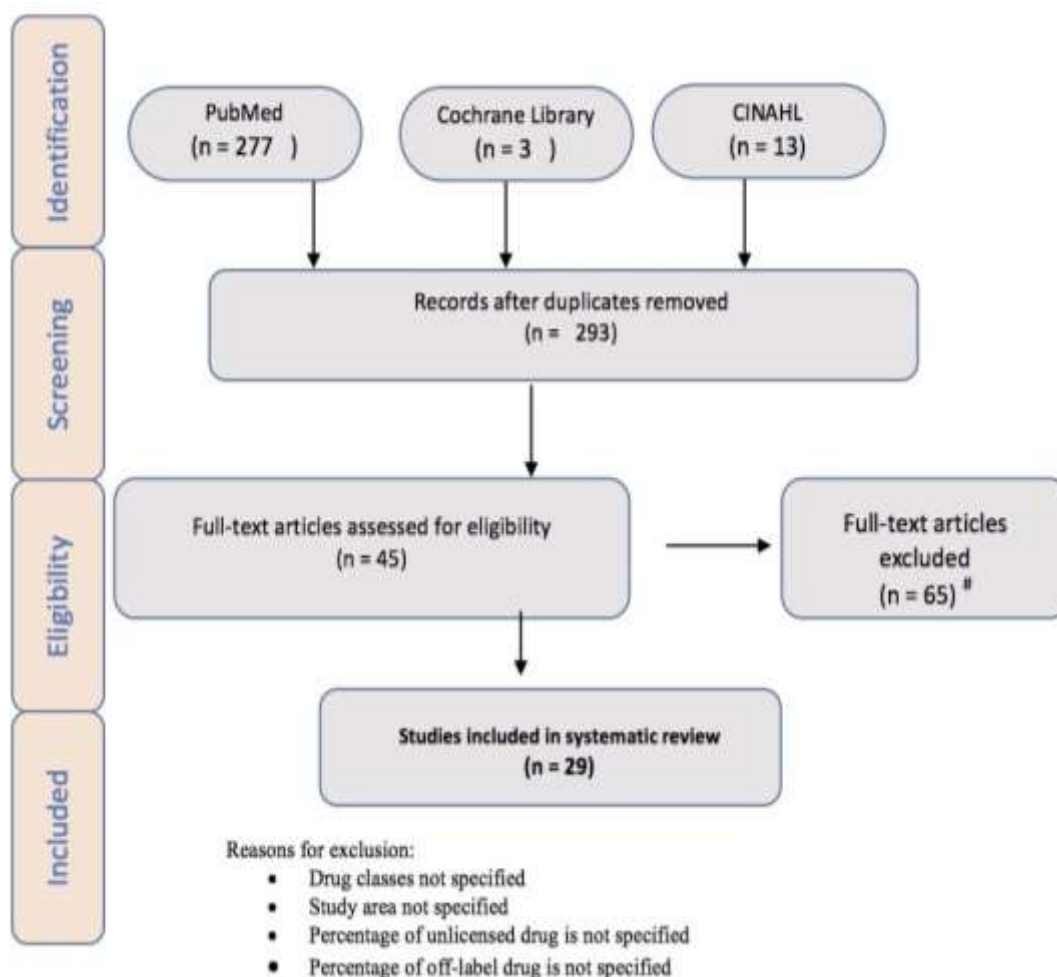 Identification
PubMed
(n = 277 )
Cochrane Library
(n = 3 )
CINAHL
(n = 13)
Screening
Records after duplicates removed
(n = 293)
Eligibility
Full-text articles assessed for eligibility
(n = 45)
Full-text articles
excluded
(n = 65) #
Included
Studies included in systematic review
(n = 29)
Reasons for exclusion:
• Drug classes not specified
• Study area not specified
• Percentage of unlicensed drug is not specified
• Percentage of off-label drug is not specified